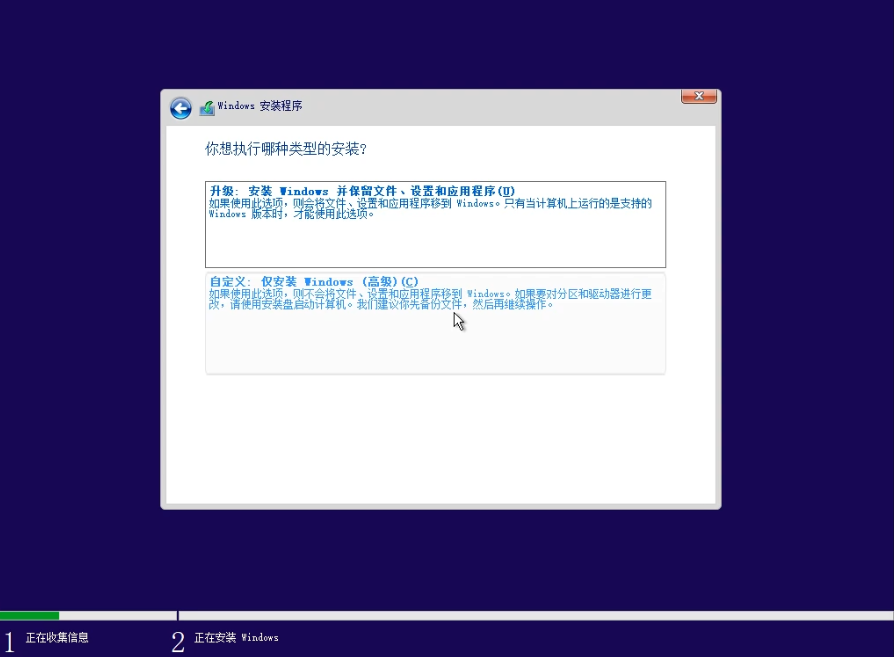 Windows 安装程序
你想执行哪种类型的安装?
升级: 安装 Windows 并保留文件、设置和应用程序(U)
如果使用此选项，则会将文件、设置和应用程序移到 Windows。只有当计算机上运行的是支持的
Windows 版本时，才能使用此选项。
自定义: 仅安装 Windows (高级)(C)
如果使用此选项，则不会将文件、设置和应用程序移到 Windows。如果要对分区和驱动器进行更
改，请使用安装盘启动计算机。我们建议你先备份文件，然后再继续操作。
1 正在收集信息
2 正在安装 Windows